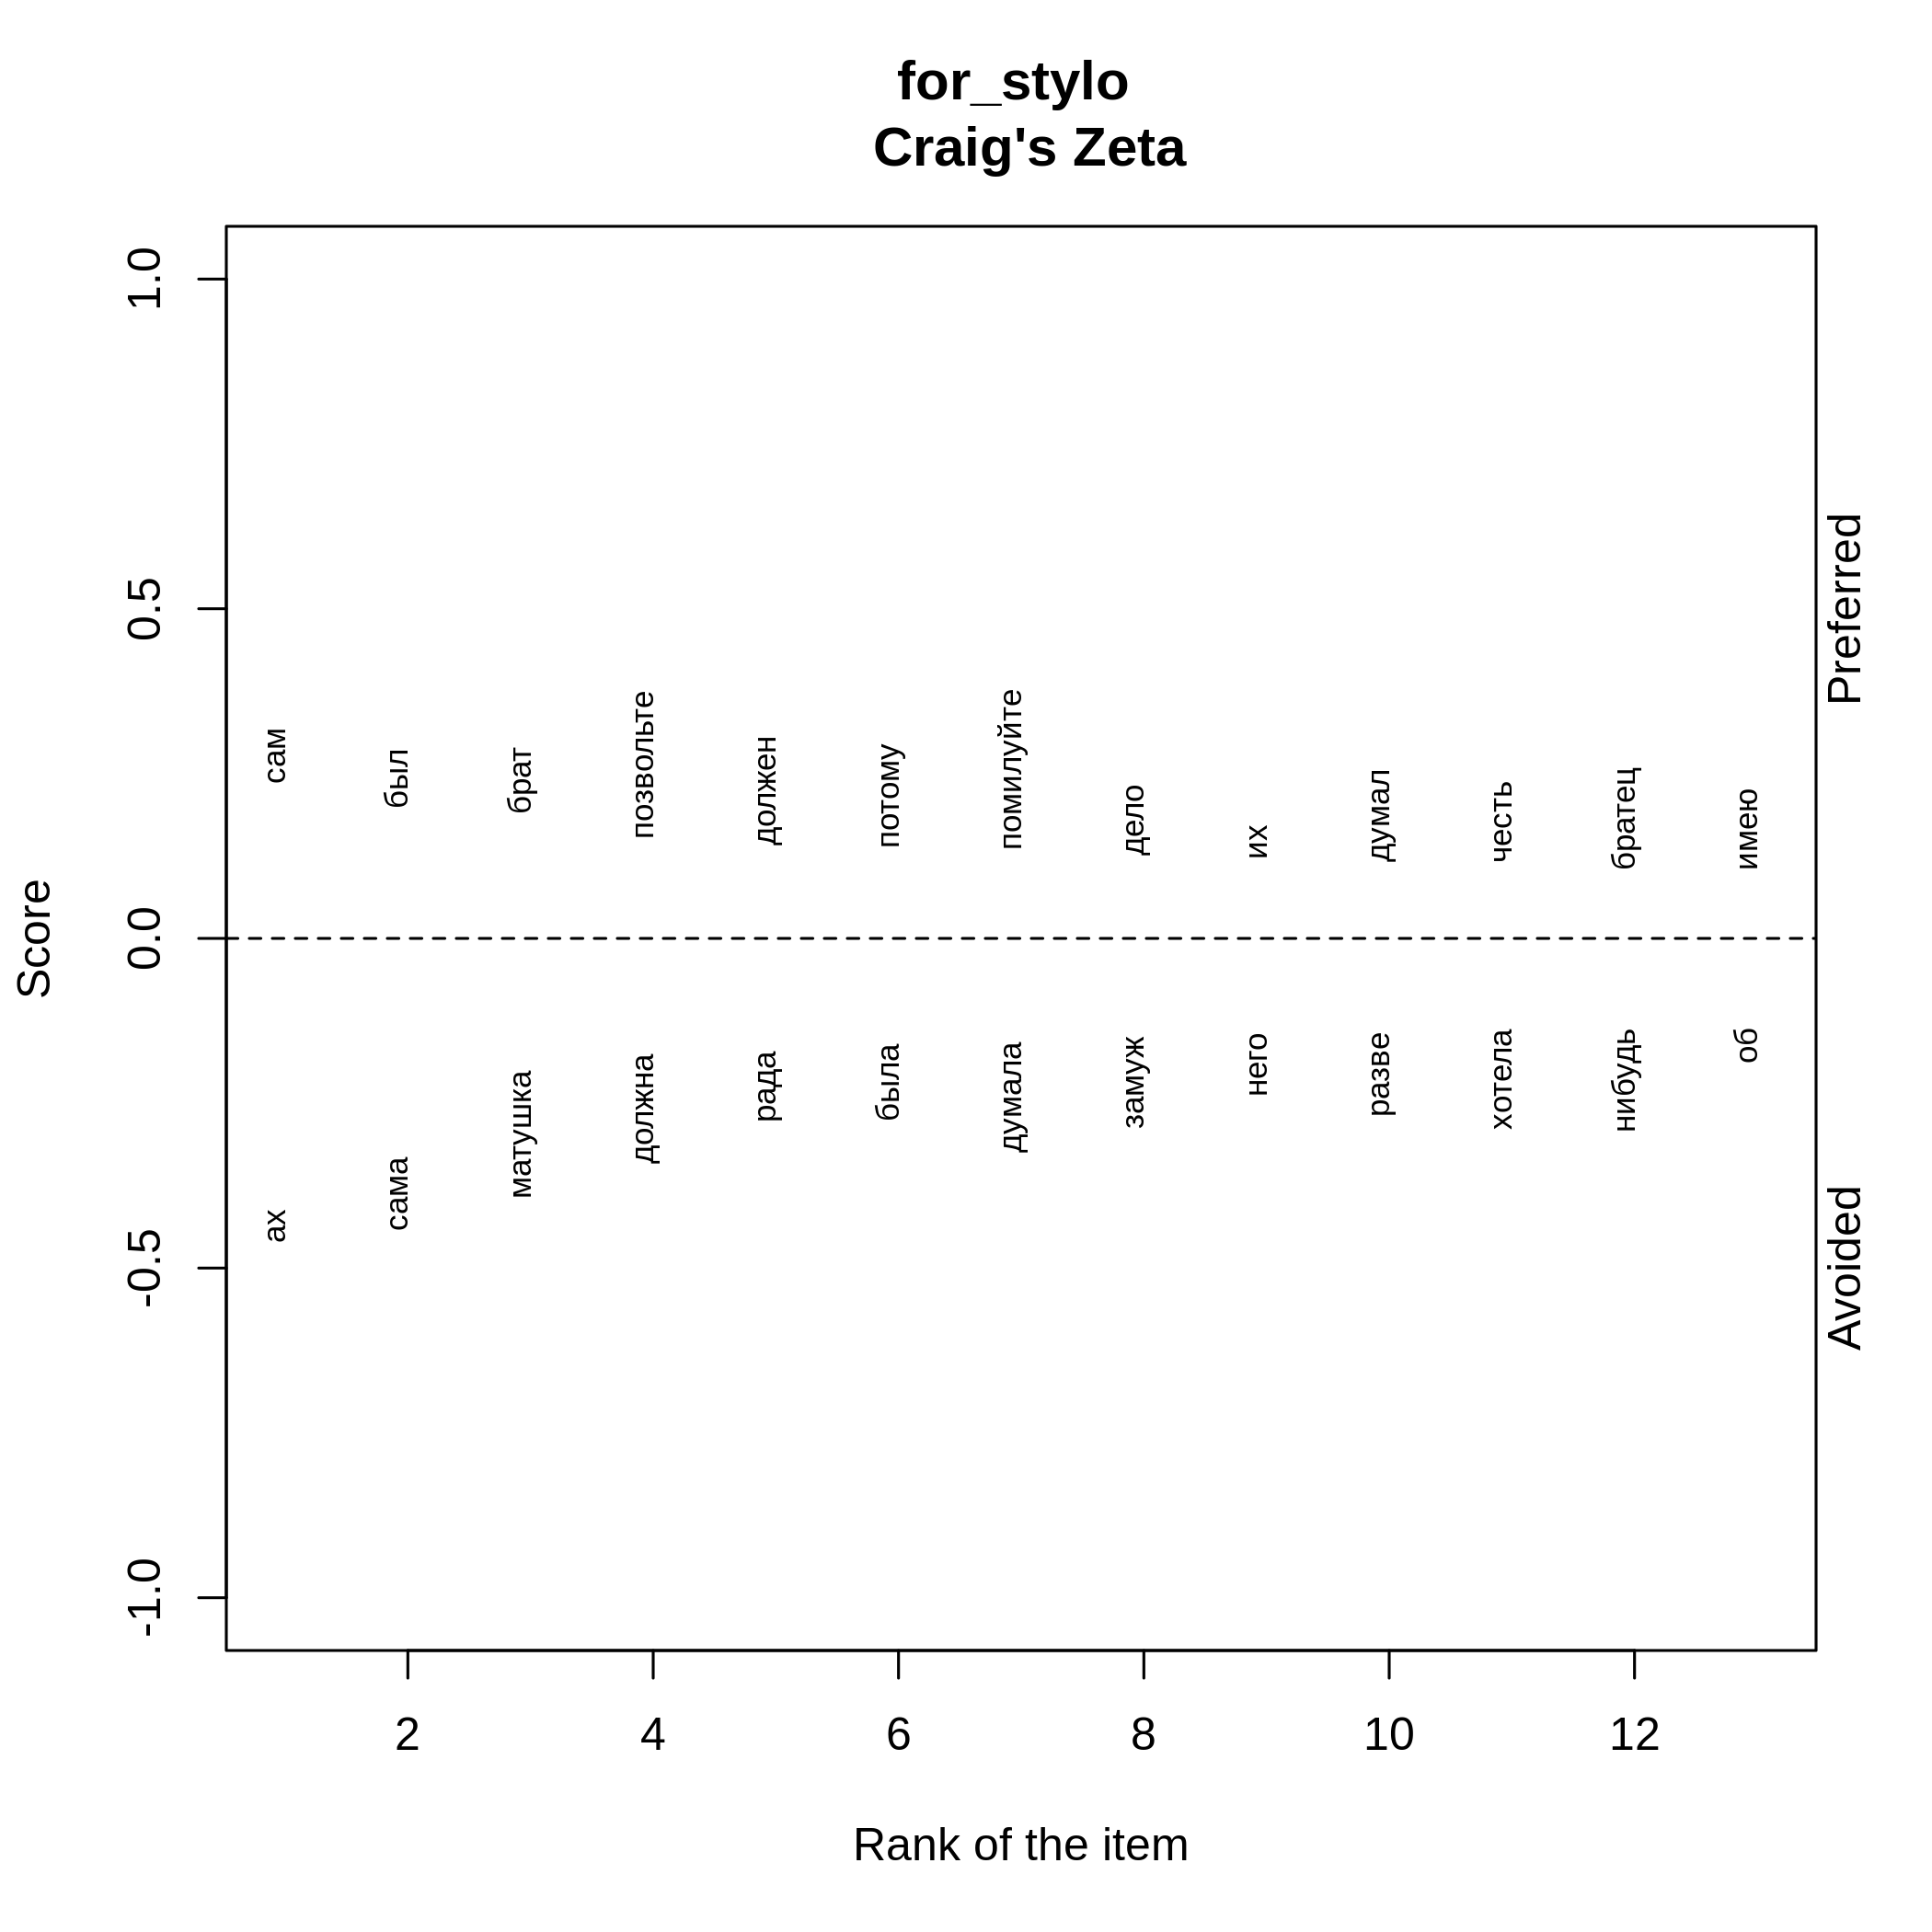 for_stylo
Craig's Zeta
1.0
0.5
0.0
-0.5
-1.0
Score
Preferred
Avoided
сам
был
брат
позвольте
должен
потому
помилуйте
дело
их
думал
честь
братец
имею
ах
сама
матушка
должна
рада
была
думала
замуж
него
разве
хотела
нибудь
об
2 4 6 8 10 12
Rank of the item